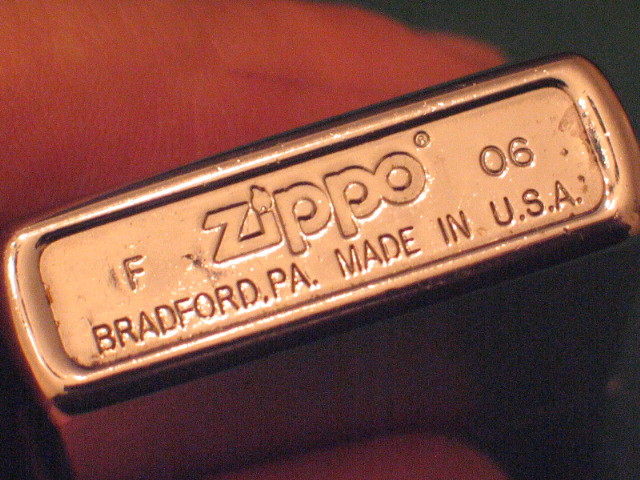 F zippo® 06
BRADFORD, PA. MADE IN U.S.A.